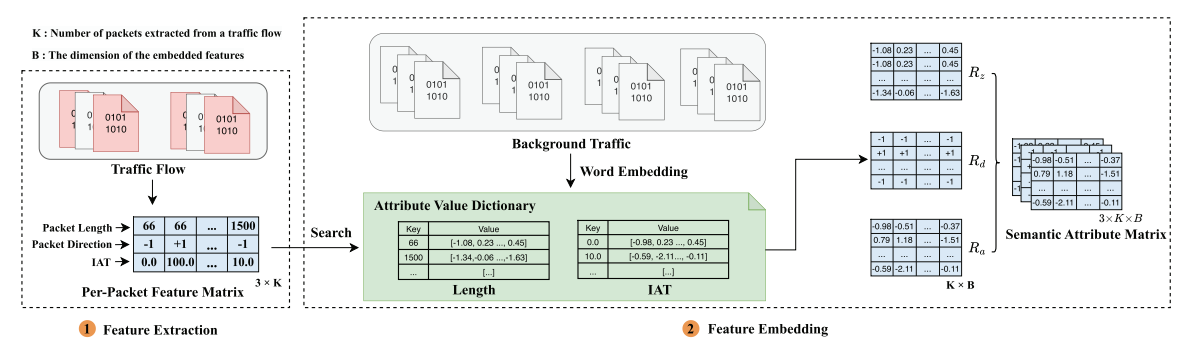 K : Number of packets extracted from a traffic flow
B : The dimension of the embedded features
0101
1010
0101
1010
Traffic Flow
Packet Length
66 66 ... 1500
Packet Direction
-1 +1 ... -1
IAT
0.0 100.0 ... 10.0
3 × K
Per-Packet Feature Matrix
1 Feature Extraction
0101
1010
0101
1010
0101
1010
0101
1010
Background Traffic
Word Embedding
Search
Attribute Value Dictionary
Key Value
66 [-1.08, 0.23 ..., 0.45]
1500 [-1.34,-0.06 ...,-1.63]
... [...]
Length
Key Value
0.0 [-0.98, 0.23 ..., 0.45]
10.0 [-0.59, -2.11..., -0.11]
... [...]
IAT
-1.08 0.23 ... 0.45
-1.08 0.23 ... 0.45
... ... ... ...
-1.34 -0.06 ... -1.63
R_z
-1 -1 ... -1
+1 +1 ... +1
... ... ... ...
-1 -1 ... -1
R_d
-0.98 -0.51 ... -0.37
0.79 1.18 ... -1.51
... ... ... ...
-0.59 -2.11 ... -0.11
R_a
K × B
-0.98 -0.51 ... -0.37
0.79 1.18 ... -1.51
... ... ... ...
-0.59 -2.11 ... -0.11
3×K×B
Semantic Attribute Matrix
2 Feature Embedding